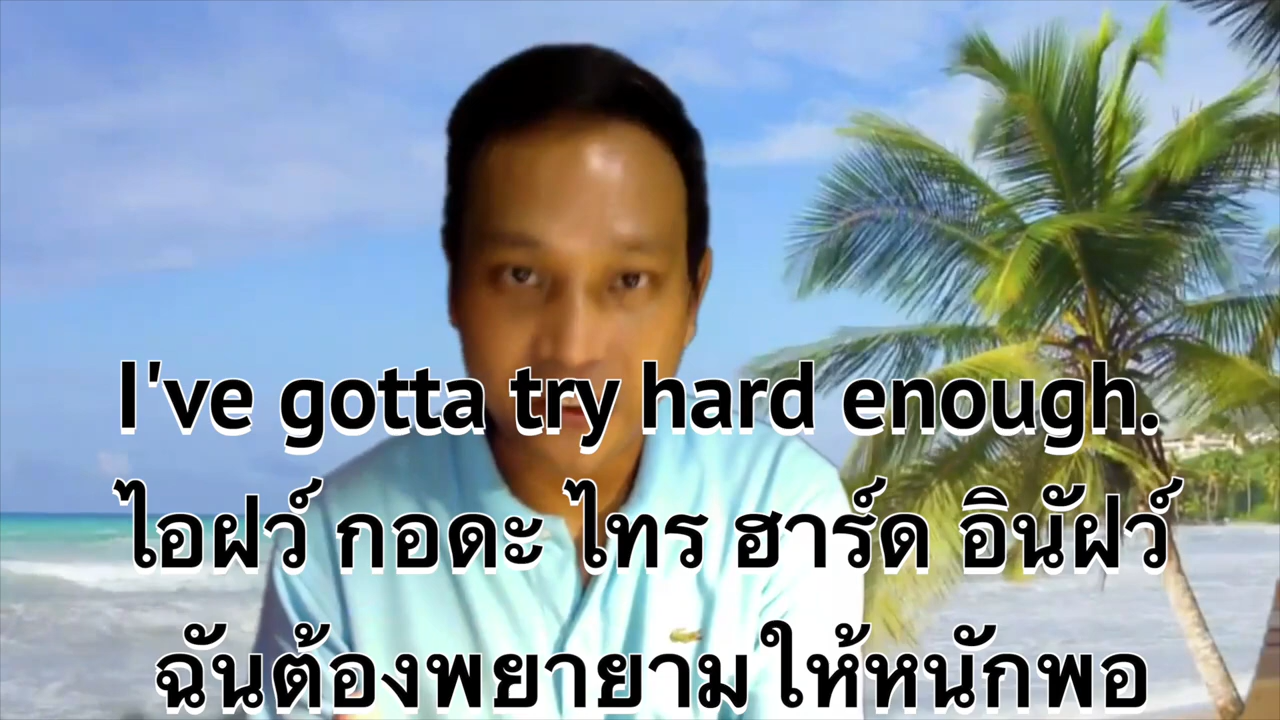 I've gotta try hard enough.
ไอฝว์ กอดะ ไทร ฮาร์ด อินัฝว์
ฉันต้องพยายามให้หนักพอ